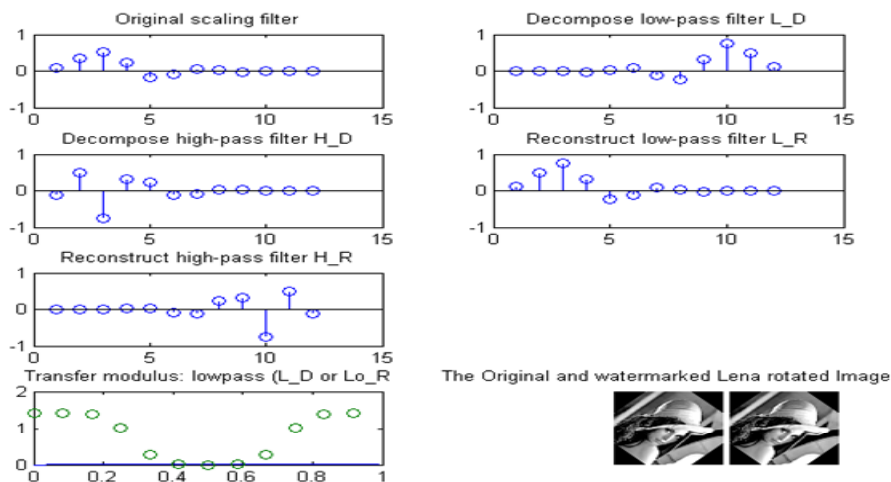 Original scaling filter
1
0
-1
0 5 10 15
Decompose low-pass filter L_D
1
0
-1
0 5 10 15
Decompose high-pass filter H_D
1
0
-1
0 5 10 15
Reconstruct low-pass filter L_R
1
0
-1
0 5 10 15
Reconstruct high-pass filter H_R
1
0
-1
0 5 10 15
Transfer modulus: lowpass (L_D or Lo_R
2
1
0
0 0.2 0.4 0.6 0.8 1
The Original and watermarked Lena rotated Image